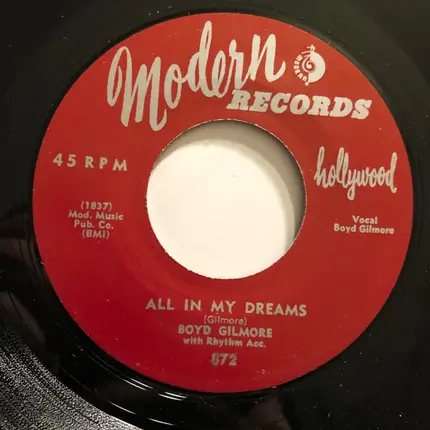 Modern
RECORDS
hollywood
45 RPM
(1837)
Mod. Music
Pub. Co.
(BMI)
Vocal
Boyd Gilmore
ALL IN MY DREAMS
(Gilmore)
BOYD GILMORE
with Rhythm Acc.
872